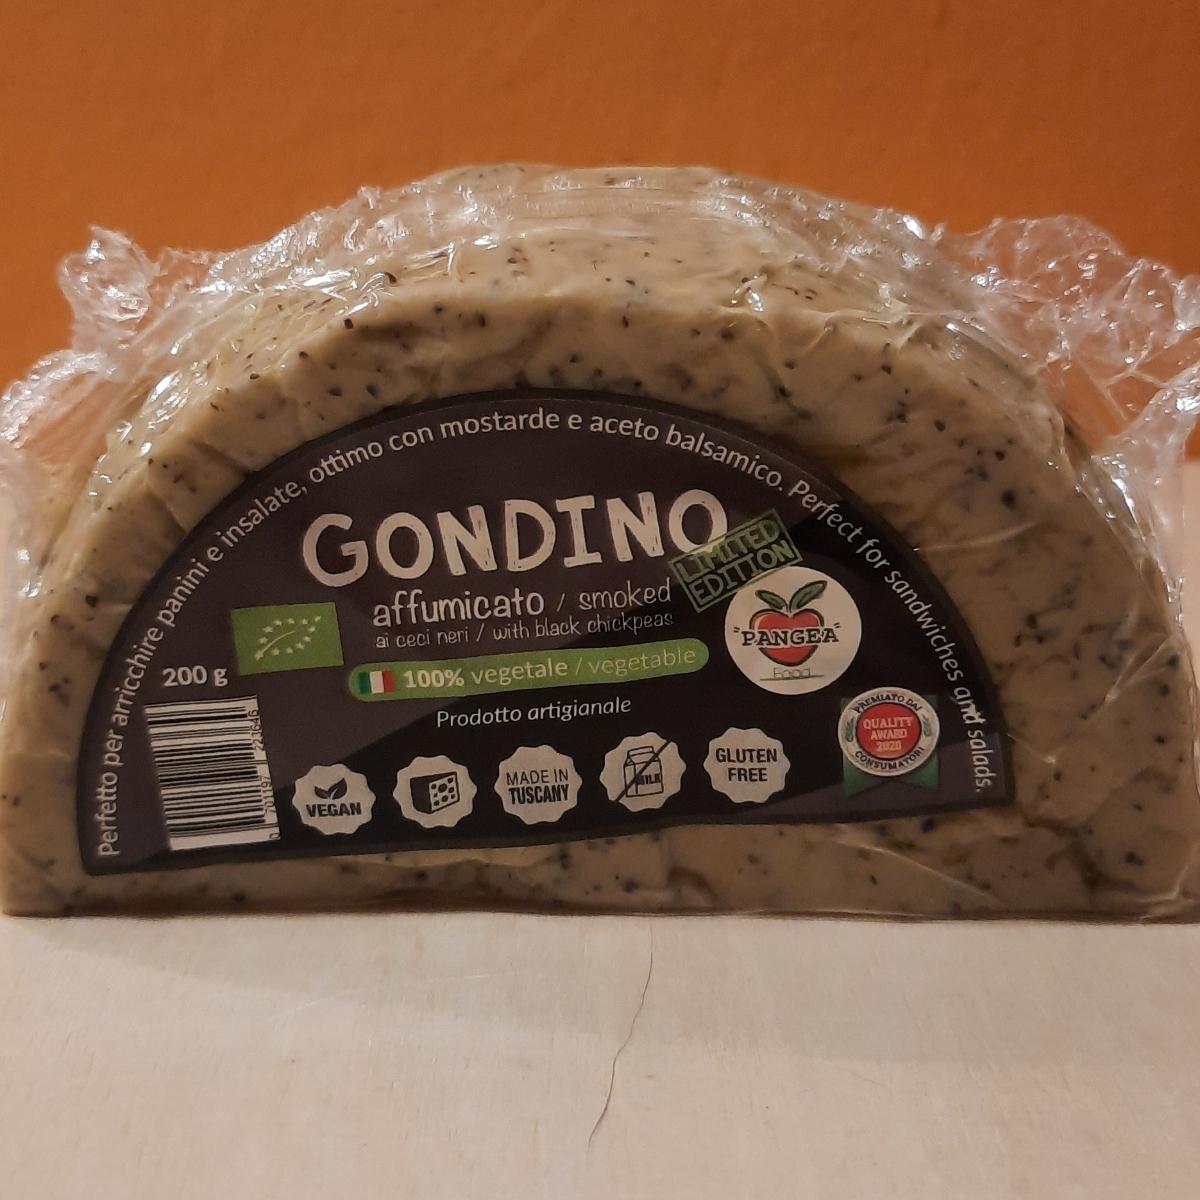 Perfetto per arricchire panini e insalate, ottimo con mostarde e aceto balsamico. Perfect for sandwiches and salads.
GONDINO
LIMITED
EDITION
affumicato / smoked
ai ceci neri / with black chickpeas
"PANGEA"
Food
200 g
100% vegetale / vegetable
Prodotto artigianale
VEGAN
MADE IN
TUSCANY
MILK
GLUTEN
FREE
PREMIATO DAI
QUALITY
AWARD
2020
CONSUMATORI